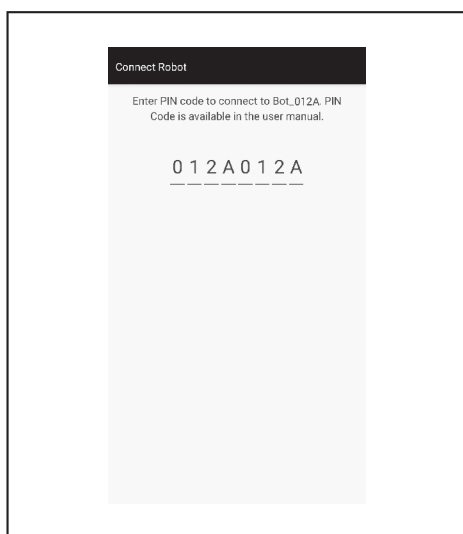 Connect Robot
Enter PIN code to connect to Bot_012A. PIN
Code is available in the user manual.
0 1 2 A 0 1 2 A